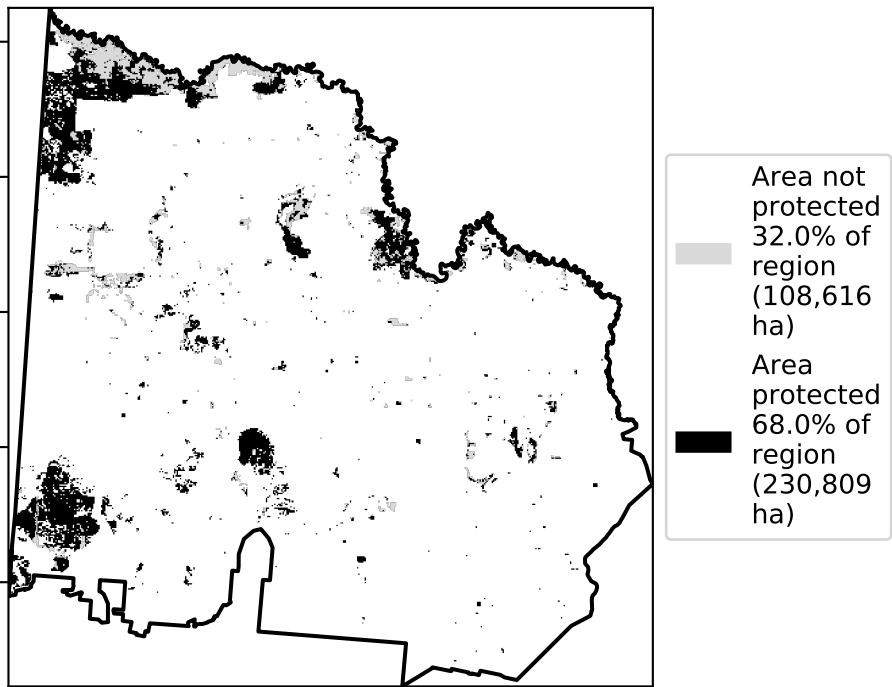 Area not
protected
32.0% of
region
(108,616
ha)
Area
protected
68.0% of
region
(230,809
ha)